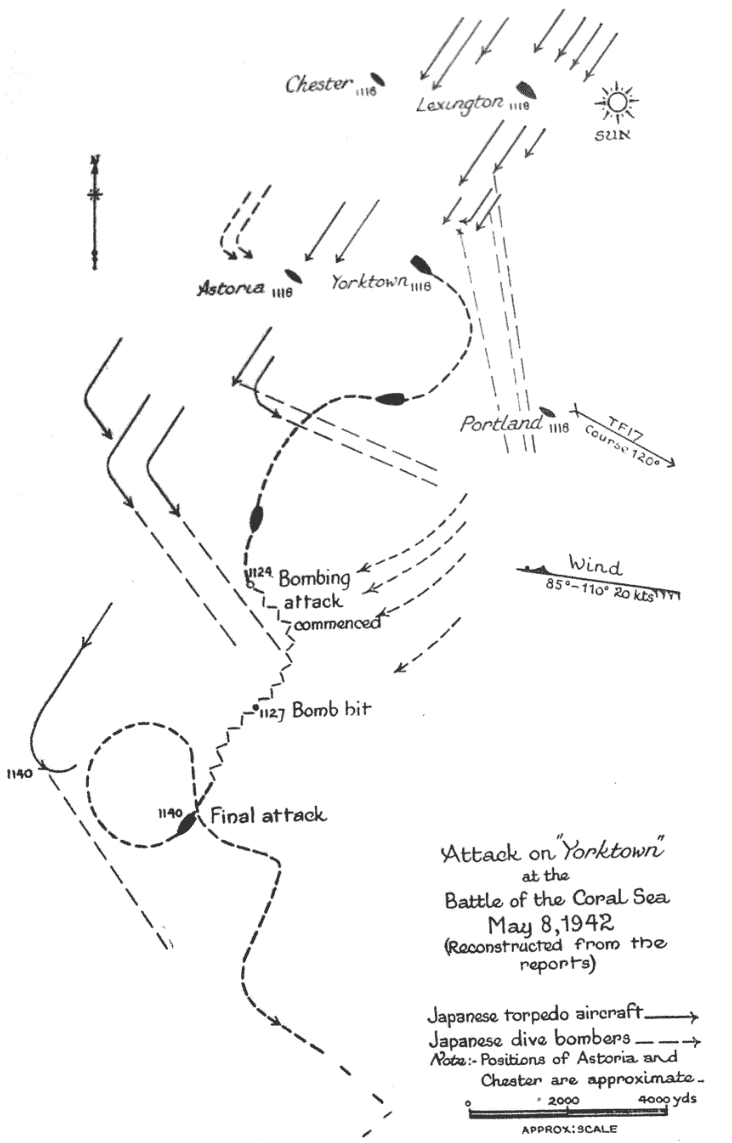 Chester 1118
Lexington 1118
SUN
N
Astoria 1118
Yorktown 1118
Portland 1118
TF17
Course 120°
Wind
85°-110° 20 kts
1124 Bombing
attack
commenced
1127 Bomb hit
1140
1140 Final attack
Attack on "Yorktown"
at the
Battle of the Coral Sea
May 8, 1942
(Reconstructed from the
reports)
Japanese torpedo aircraft
Japanese dive bombers
Note:- Positions of Astoria and
Chester are approximate
0 2000 4000 yds
APPROX: SCALE